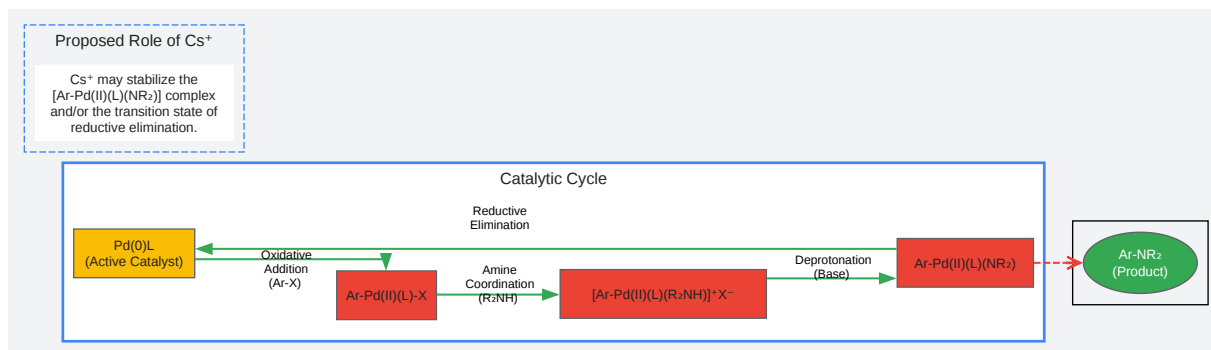 Proposed Role of Cs⁺
Cs⁺ may stabilize the
[Ar-Pd(II)(L)(NR₂)] complex
and/or the transition state of
reductive elimination.
Catalytic Cycle
Reductive
Elimination
Pd(0)L
(Active Catalyst)
Oxidative
Addition
(Ar-X)
Ar-Pd(II)(L)-X
Amine
Coordination
(R₂NH)
[Ar-Pd(II)(L)(R₂NH)]⁺X⁻
Deprotonation
(Base)
Ar-Pd(II)(L)(NR₂)
Ar-NR₂
(Product)